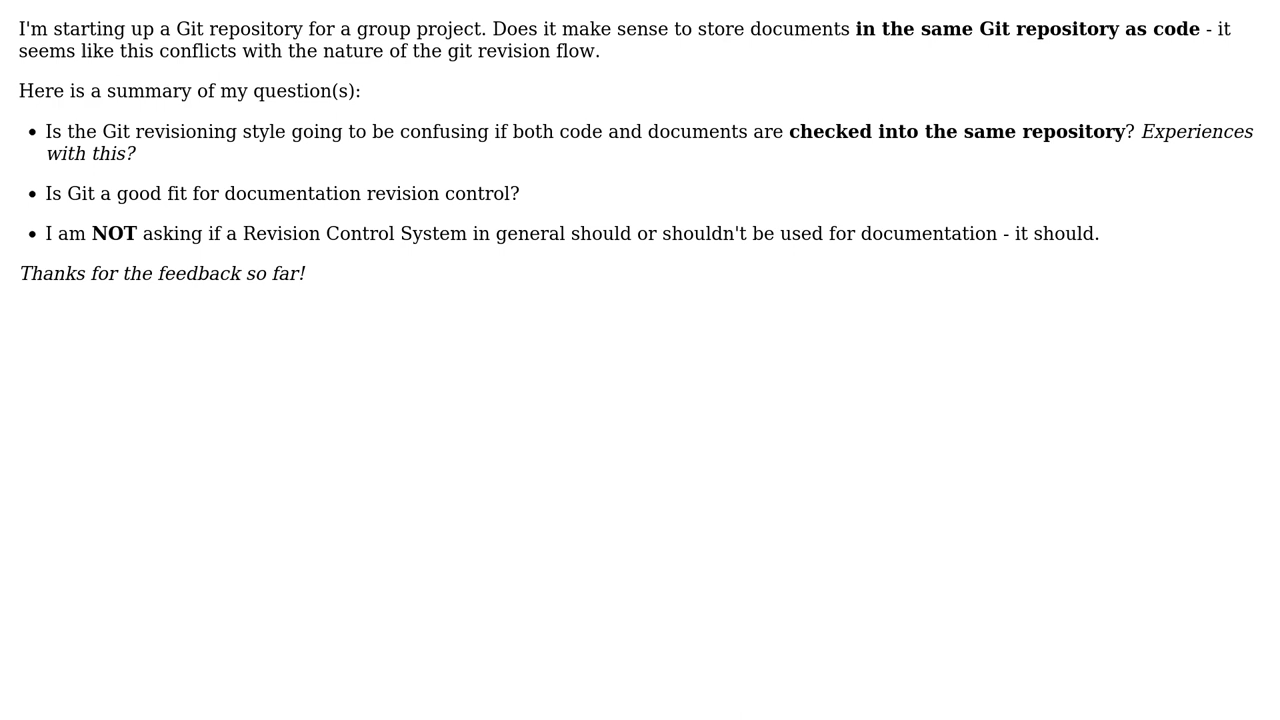 I'm starting up a Git repository for a group project. Does it make sense to store documents in the same Git repository as code - it
seems like this conflicts with the nature of the git revision flow.
Here is a summary of my question(s):
• Is the Git revisioning style going to be confusing if both code and documents are checked into the same repository? Experiences
with this?
• Is Git a good fit for documentation revision control?
• I am NOT asking if a Revision Control System in general should or shouldn't be used for documentation - it should.
Thanks for the feedback so far!